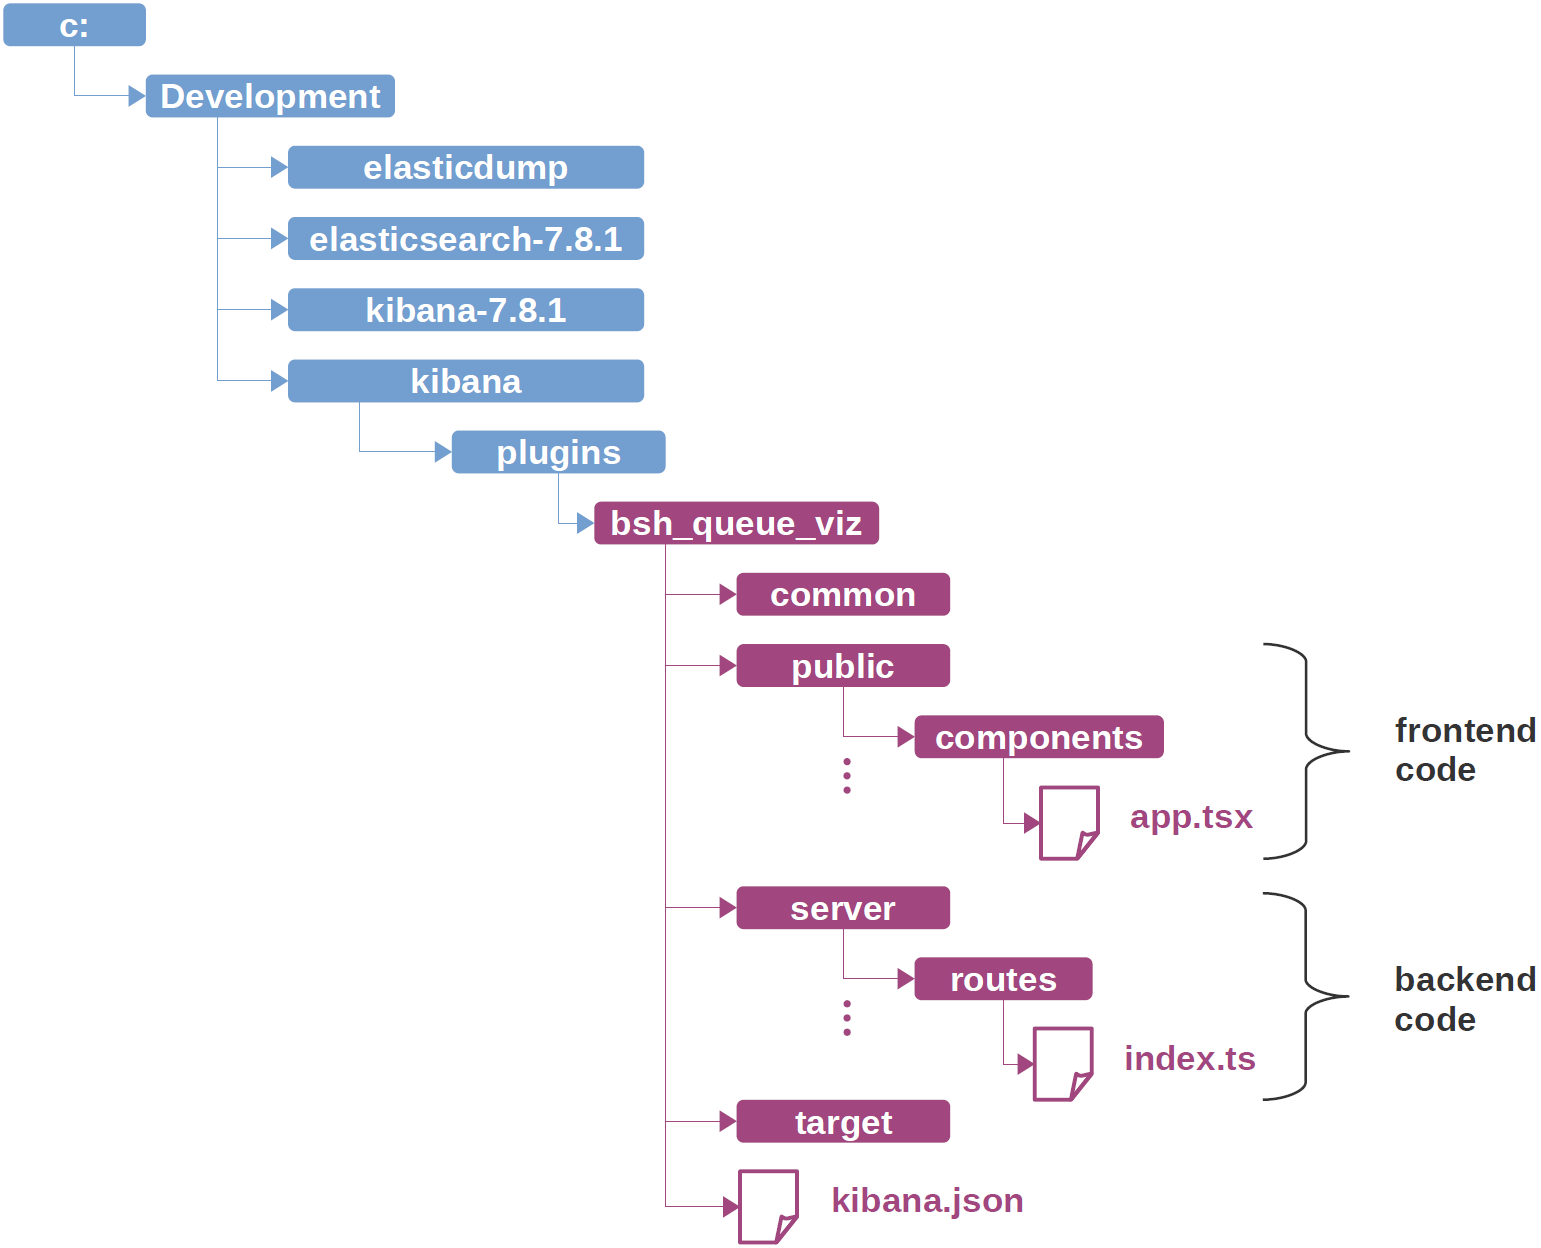 c:
Development
elasticdump
elasticsearch-7.8.1
kibana-7.8.1
kibana
plugins
bsh_queue_viz
common
public
components
app.tsx
frontend
code
server
routes
index.ts
backend
code
target
kibana.json